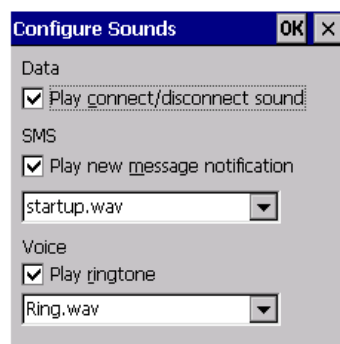 Configure Sounds OK ×
Data
Play connect/disconnect sound
SMS
Play new message notification
startup.wav
Voice
Play ringtone
Ring.wav